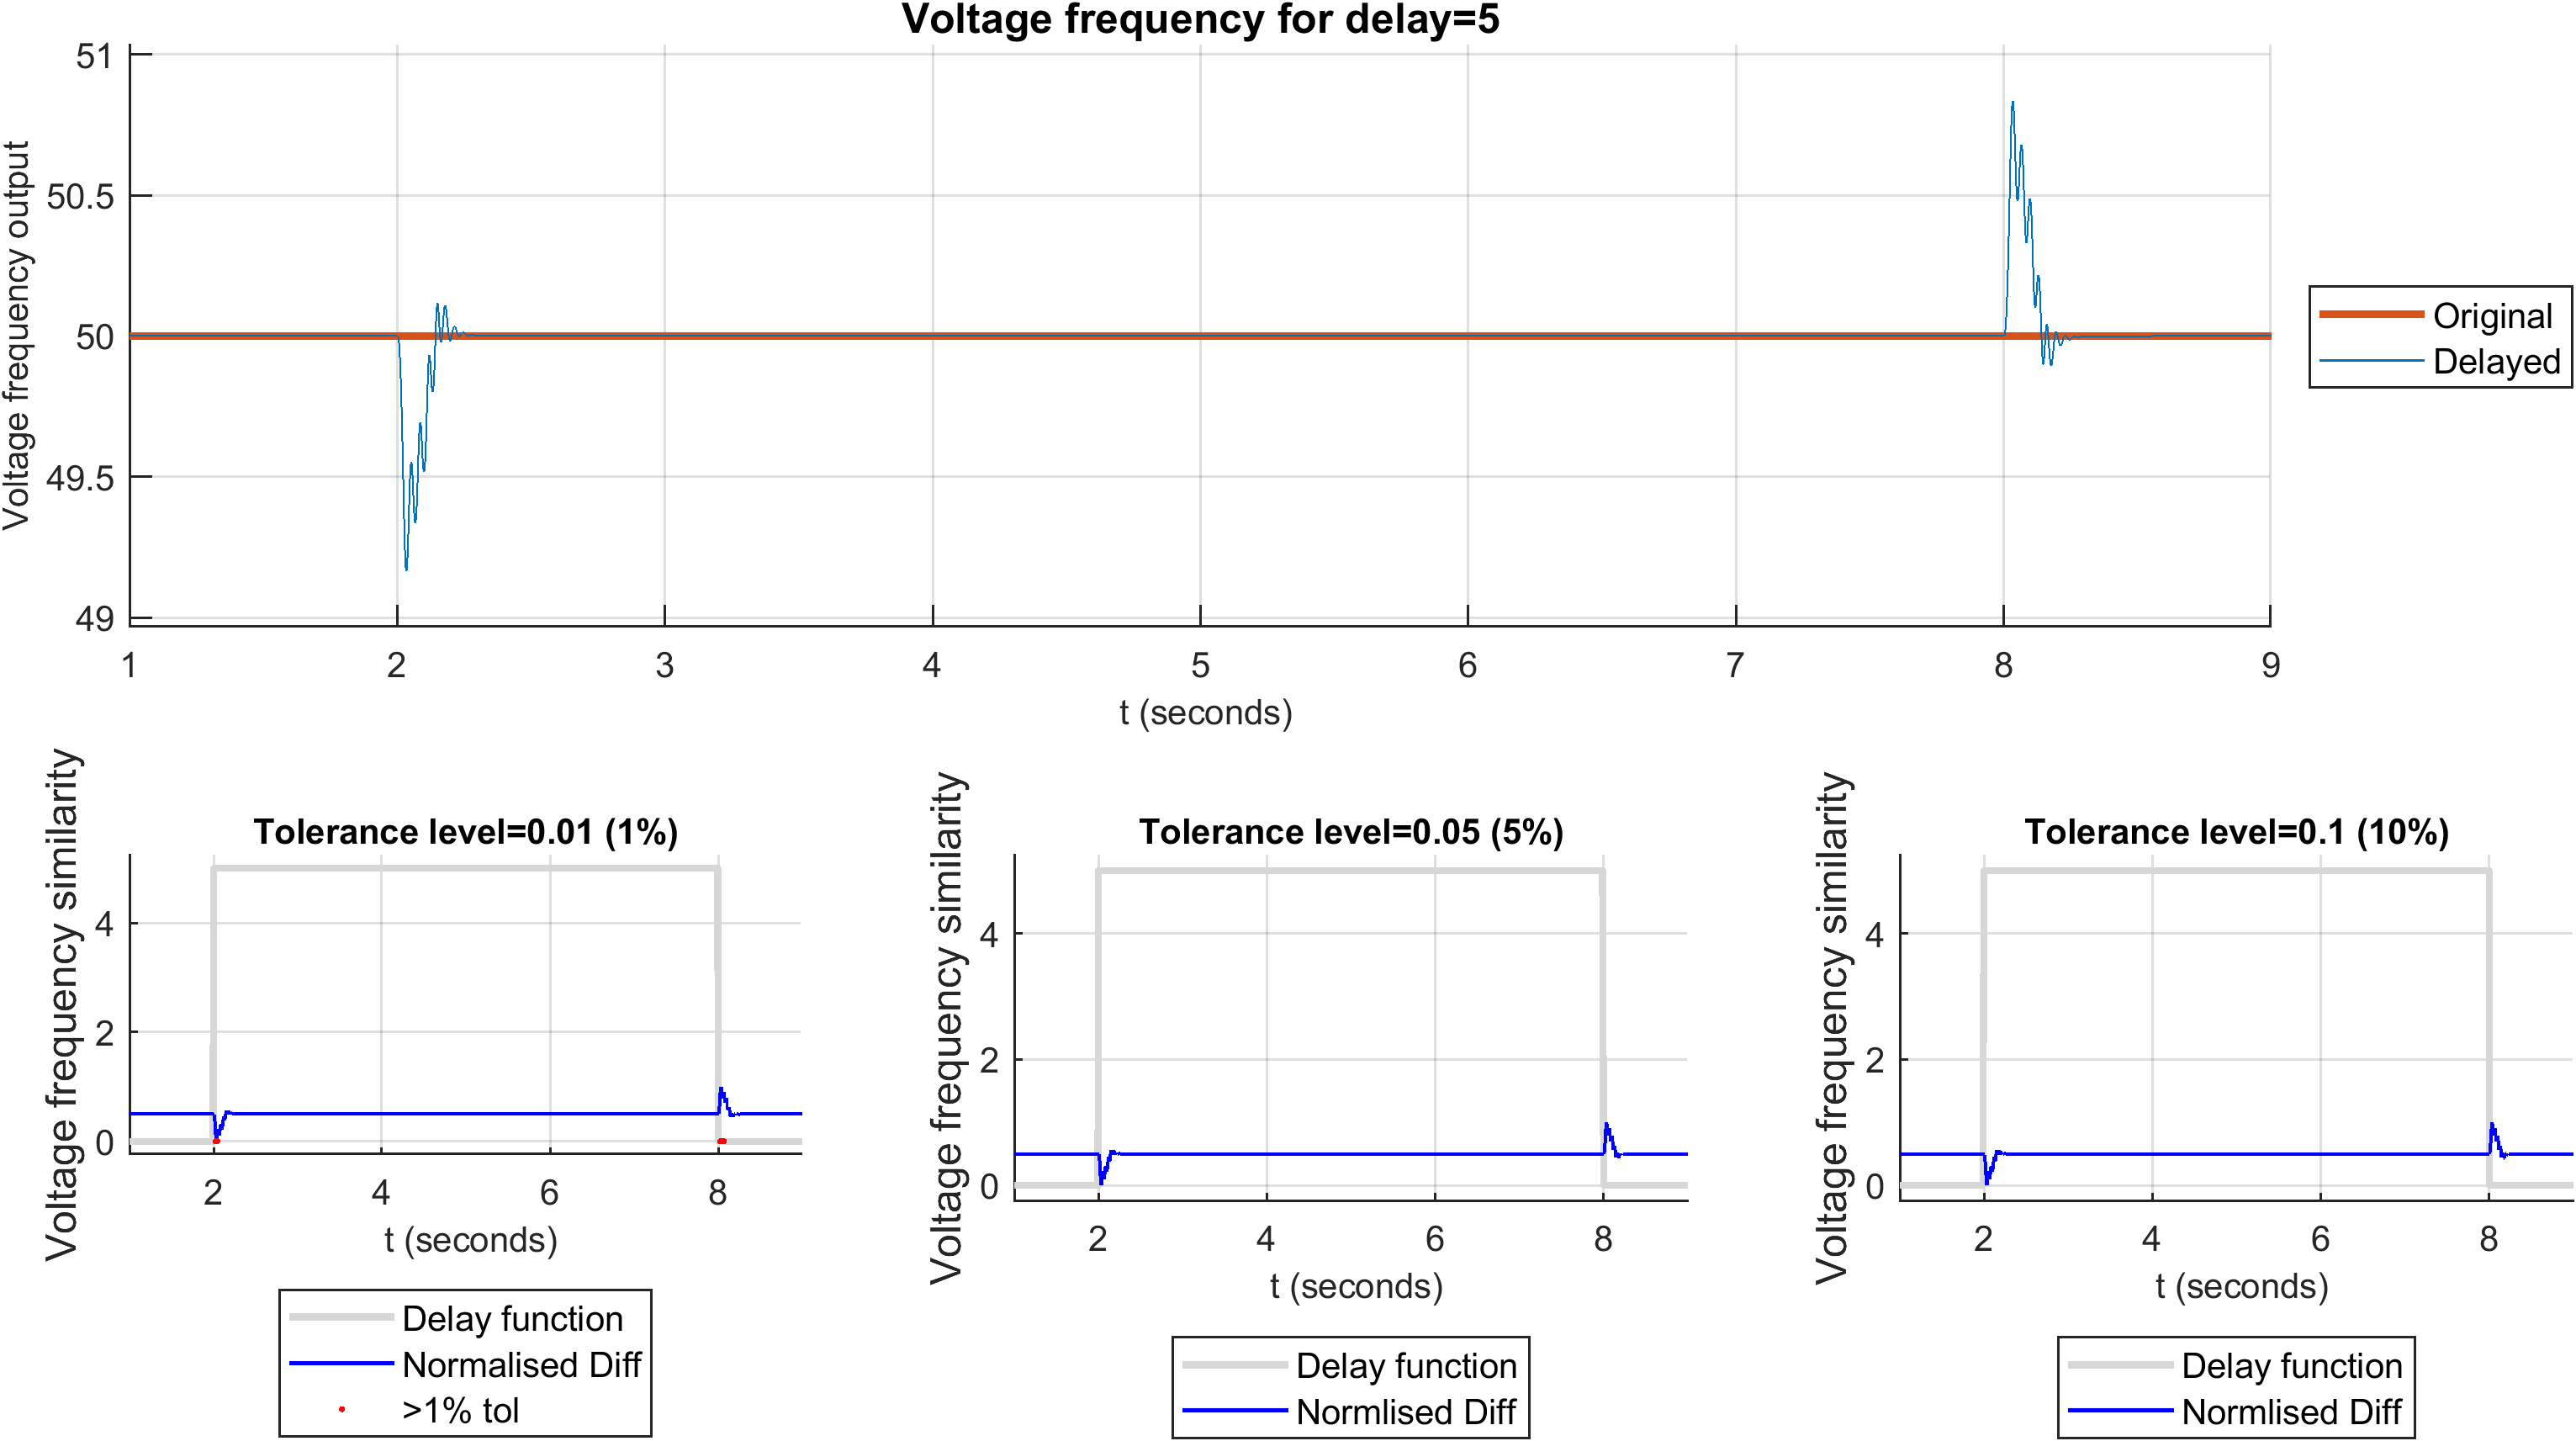 Voltage frequency for delay=5
Voltage frequency output
51
50.5
50
49.5
49
1 2 3 4 5 6 7 8 9
t (seconds)
Original
Delayed
Tolerance level=0.01 (1%)
Voltage frequency similarity
4
2
0
2 4 6 8
t (seconds)
Delay function
Normalised Diff
>1% tol
Tolerance level=0.05 (5%)
Voltage frequency similarity
4
2
0
2 4 6 8
t (seconds)
Delay function
Normlised Diff
Tolerance level=0.1 (10%)
Voltage frequency similarity
4
2
0
2 4 6 8
t (seconds)
Delay function
Normlised Diff